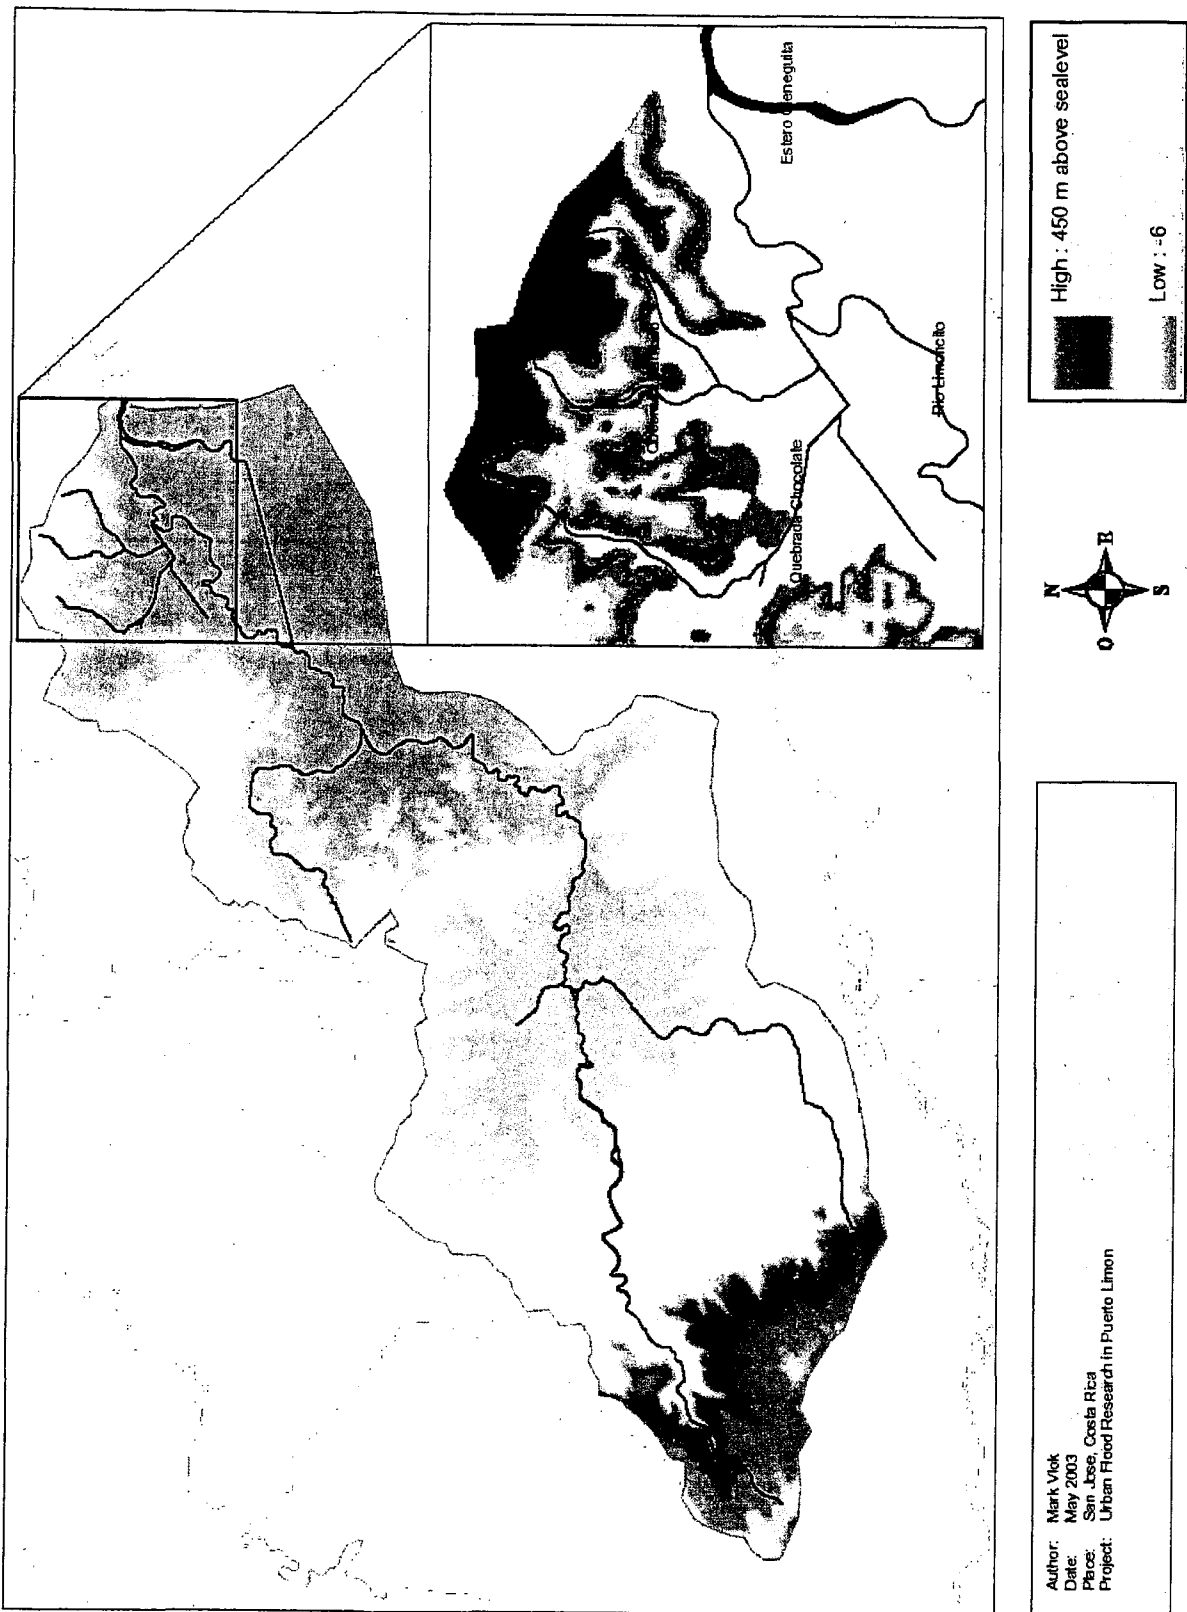 Estero Cieneguita
Quebrada Chocolate
Rio Limoncito
High : 450 m above sealevel
Low : -6
N
O
E
S
Author: Mark Vlok
Date: May 2003
Place: San Jose, Costa Rica
Project: Urban Flood Research in Puerto Limon